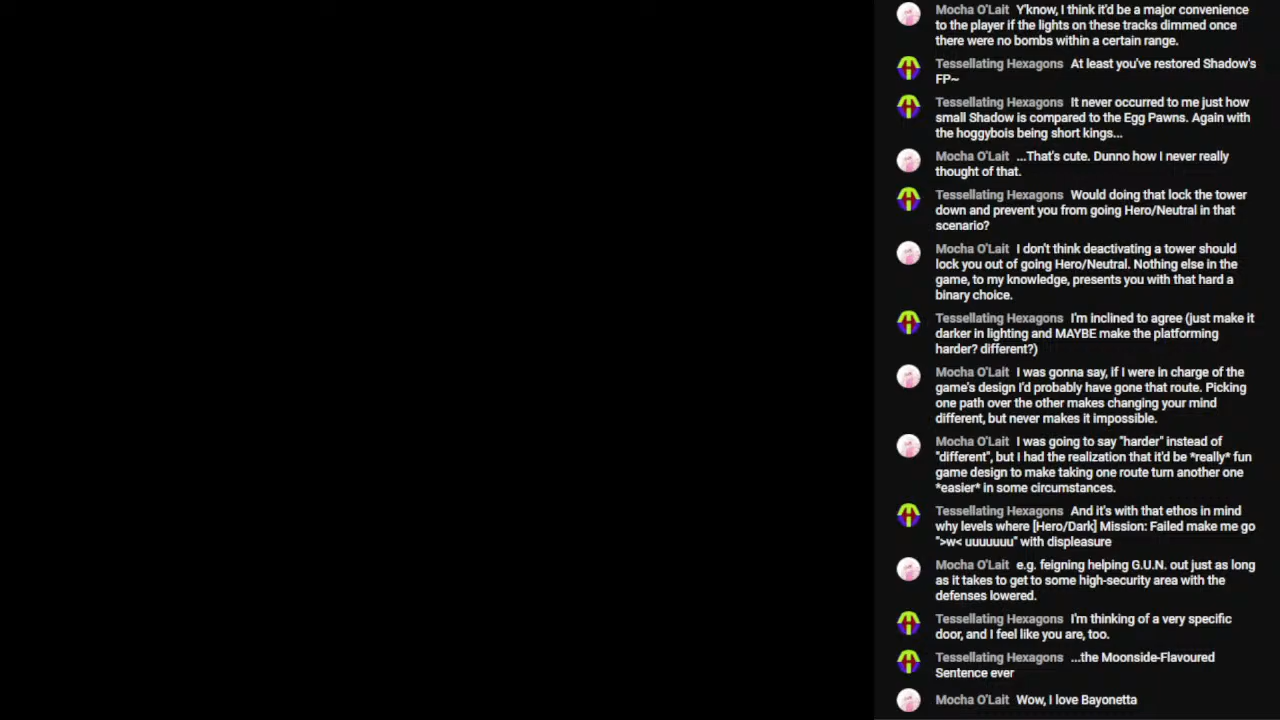 Mocha O'Lait Y'know, I think it'd be a major convenience
to the player if the lights on these tracks dimmed once
there were no bombs within a certain range.
Tessellating Hexagons At least you've restored Shadow's
FP~
Tessellating Hexagons It never occurred to me just how
small Shadow is compared to the Egg Pawns. Again with
the hoggybois being short kings...
Mocha O'Lait ...That's cute. Dunno how I never really
thought of that.
Tessellating Hexagons Would doing that lock the tower
down and prevent you from going Hero/Neutral in that
scenario?
Mocha O'Lait I don't think deactivating a tower should
lock you out of going Hero/Neutral. Nothing else in the
game, to my knowledge, presents you with that hard a
binary choice.
Tessellating Hexagons I'm inclined to agree (just make it
darker in lighting and MAYBE make the platforming
harder? different?)
Mocha O'Lait I was gonna say, if I were in charge of the
game's design I'd probably have gone that route. Picking
one path over the other makes changing your mind
different, but never makes it impossible.
Mocha O'Lait I was going to say "harder" instead of
"different", but I had the realization that it'd be *really* fun
game design to make taking one route turn another one
*easier* in some circumstances.
Tessellating Hexagons And it's with that ethos in mind
why levels where [Hero/Dark] Mission: Failed make me go
">w< uuuuuuu" with displeasure
Mocha O'Lait e.g. feigning helping G.U.N. out just as long
as it takes to get to some high-security area with the
defenses lowered.
Tessellating Hexagons I'm thinking of a very specific
door, and I feel like you are, too.
Tessellating Hexagons ...the Moonside-Flavoured
Sentence ever
Mocha O'Lait Wow, I love Bayonetta